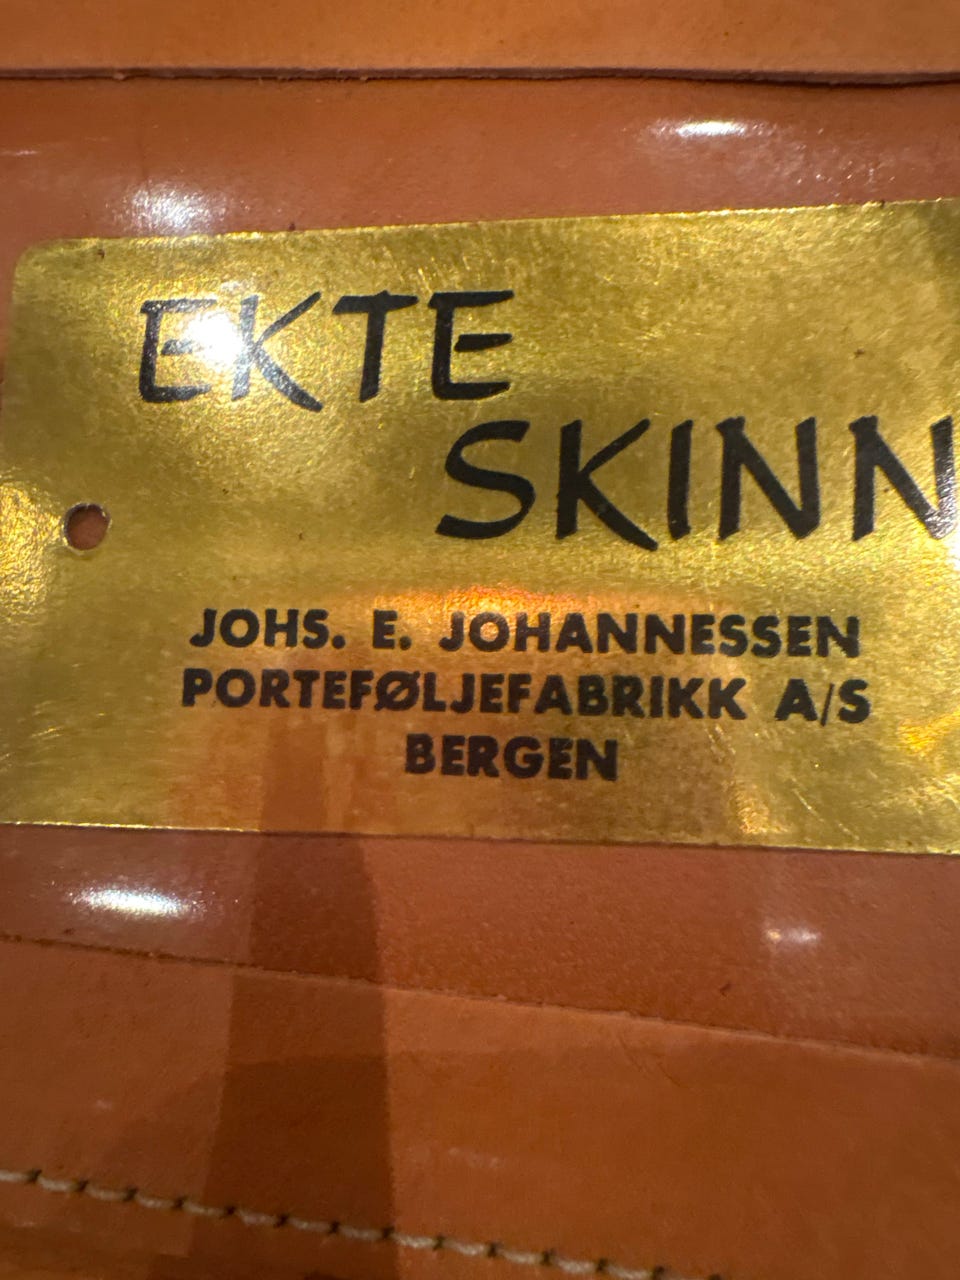 EKTE
SKINN
JOHS. E. JOHANNESSEN
PORTEFØLJEFABRIKK A/S
BERGEN